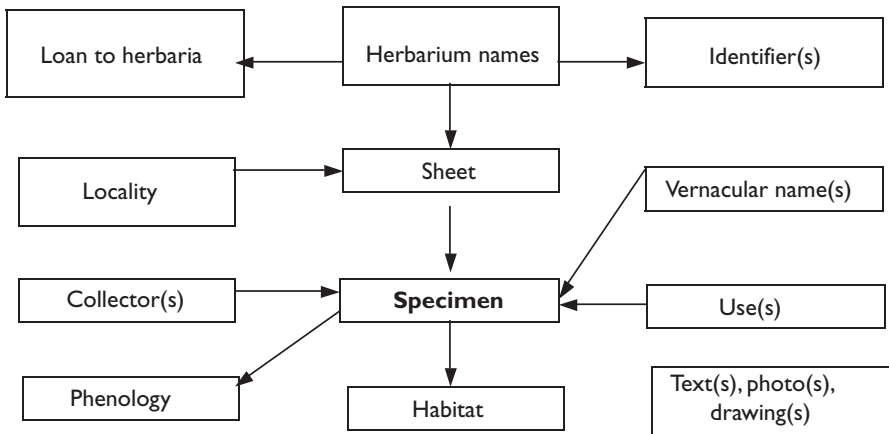 Loan to herbaria
Herbarium names
Identifier(s)
Locality
Sheet
Vernacular name(s)
Collector(s)
Specimen
Use(s)
Phenology
Habitat
Text(s), photo(s),
drawing(s)